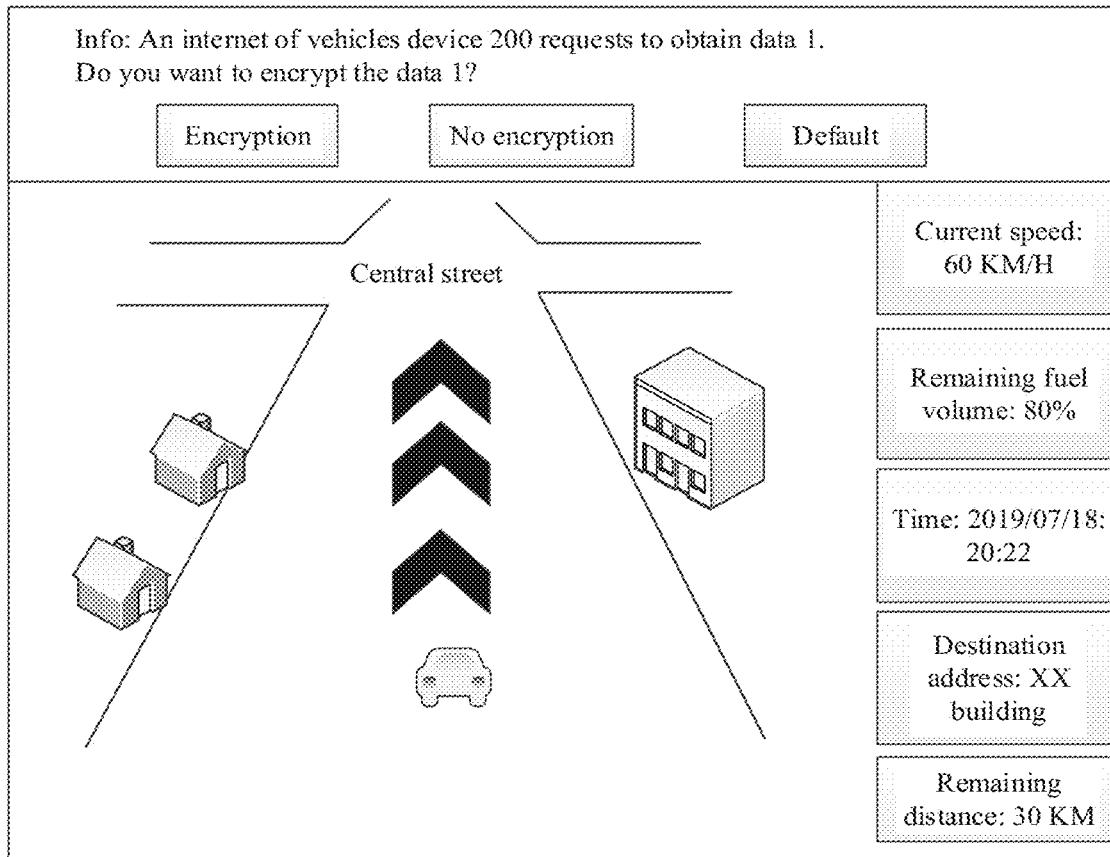 Info: An internet of vehicles device 200 requests to obtain data 1.
Do you want to encrypt the data 1?
Encryption
No encryption
Default
Central street
Current speed:
60 KM/H
Remaining fuel
volume: 80%
Time: 2019/07/18:
20:22
Destination
address: XX
building
Remaining
distance: 30 KM